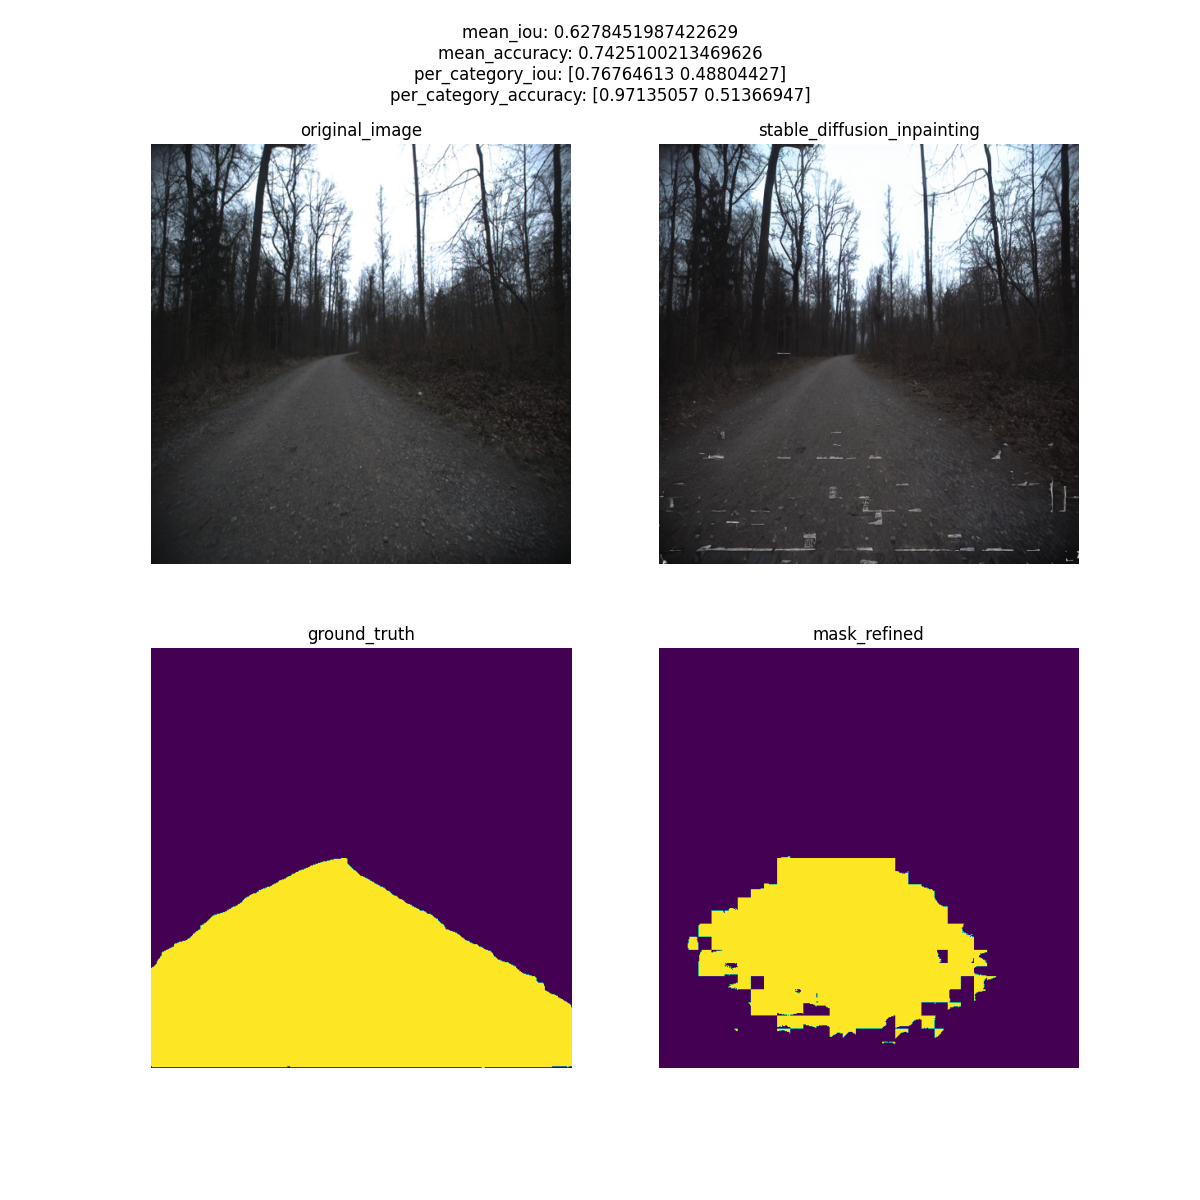 mean_iou: 0.6278451987422629
mean_accuracy: 0.7425100213469626
per_category_iou: [0.76764613 0.48804427]
per_category_accuracy: [0.97135057 0.51366947]
original_image
stable_diffusion_inpainting
ground_truth
mask_refined